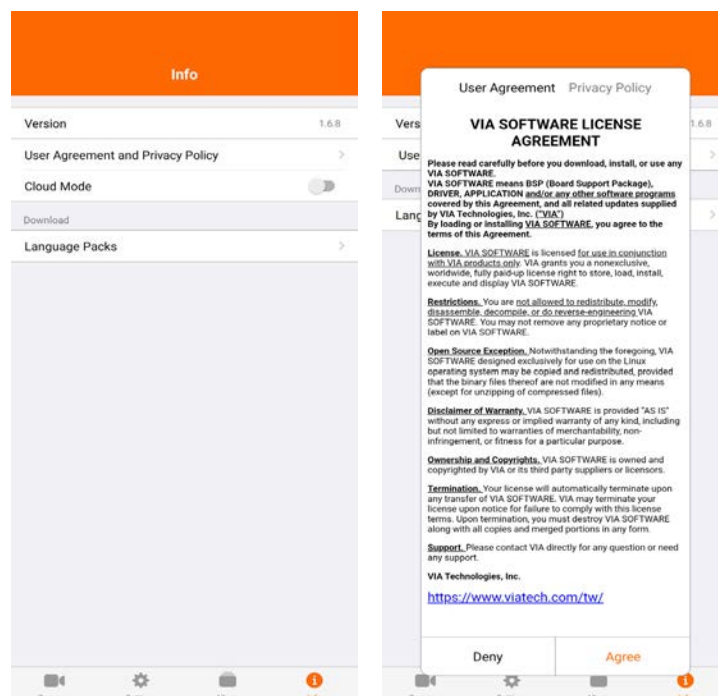 Info
Version 1.6.8
User Agreement and Privacy Policy
Cloud Mode
Download
Language Packs
User Agreement Privacy Policy
VIA SOFTWARE LICENSE
AGREEMENT
Please read carefully before you download, install, or use any
VIA SOFTWARE.
VIA SOFTWARE means BSP (Board Support Package),
DRIVER, APPLICATION and/or any other software programs
covered by this Agreement, and all related updates supplied
by VIA Technologies, Inc. ("VIA")
By loading or installing VIA SOFTWARE, you agree to the
terms of this Agreement.
License. VIA SOFTWARE is licensed for use in conjunction
with VIA products only. VIA grants you a nonexclusive,
worldwide, fully paid-up license right to store, load, install,
execute and display VIA SOFTWARE.
Restrictions. You are not allowed to redistribute, modify,
disassemble, decompile, or do reverse-engineering VIA
SOFTWARE. You may not remove any proprietary notice or
label on VIA SOFTWARE.
Open Source Exception. Notwithstanding the foregoing, VIA
SOFTWARE designed exclusively for use on the Linux
operating system may be copied and redistributed, provided
that the binary files thereof are not modified in any means
(except for unzipping of compressed files).
Disclaimer of Warranty. VIA SOFTWARE is provided "AS IS"
without any express or implied warranty of any kind, including
but not limited to warranties of merchantability, non-
infringement, or fitness for a particular purpose.
Ownership and Copyrights. VIA SOFTWARE is owned and
copyrighted by VIA or its third party suppliers or licensors.
Termination. Your license will automatically terminate upon
any transfer of VIA SOFTWARE. VIA may terminate your
license upon notice for failure to comply with this license
terms. Upon termination, you must destroy VIA SOFTWARE
along with all copies and merged portions in any form.
Support. Please contact VIA directly for any question or need
any support.
VIA Technologies, Inc.
https://www.viatech.com/tw/
Deny Agree
Vers 1.6.8
Use
Down
Lang